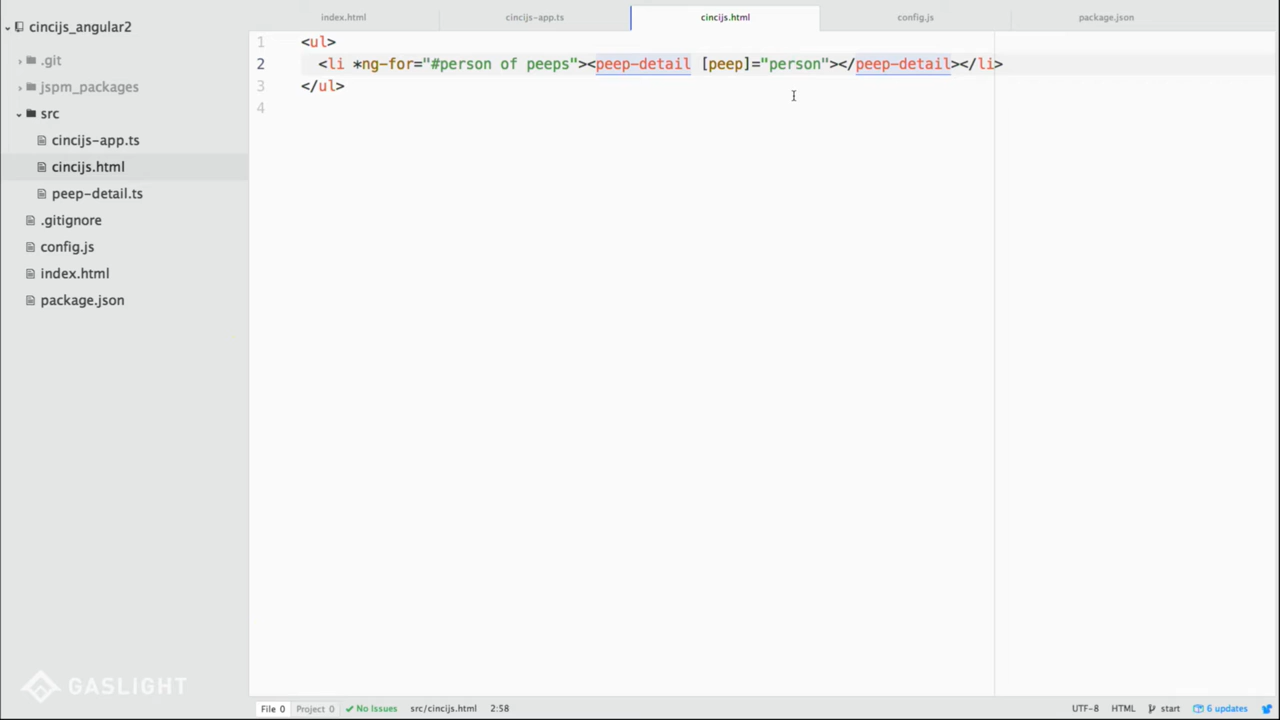 cincijs_angular2
.git
jspm_packages
src
cincijs-app.ts
cincijs.html
peep-detail.ts
.gitignore
config.js
index.html
package.json
index.html
cincijs-app.ts
cincijs.html
config.js
package.json
1 <ul>
2 <li *ng-for="#person of peeps"><peep-detail [peep]="person"></peep-detail></li>
3 </ul>
4
GASLIGHT
File 0
Project 0
No Issues
src/cincijs.html
2:58
UTF-8
HTML
start
6 updates